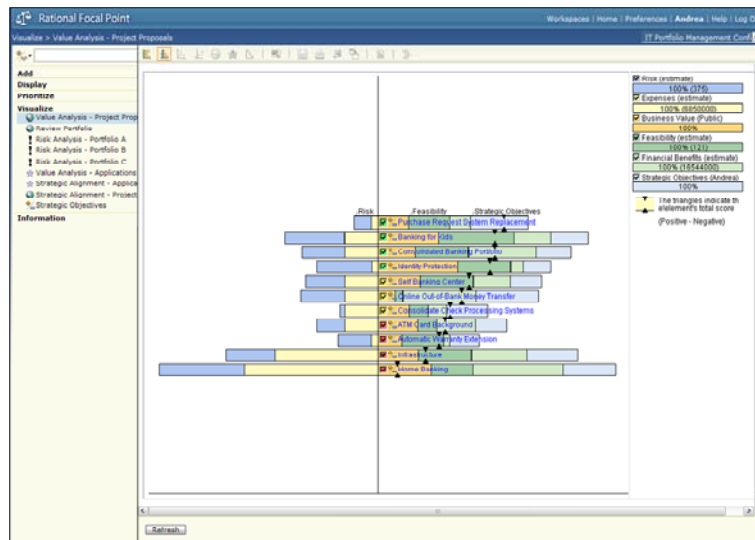 Rational Focal Point
Workspaces | Home | Preferences | Andrea | Help | Log O
Visualize > Value Analysis - Project Proposals
IT Portfolio Management Confi
Add
Display
Prioritize
Visualize
Value Analysis - Project Prop
Review Portfolio
Risk Analysis - Portfolio A
Risk Analysis - Portfolio B
Risk Analysis - Portfolio C
Value Analysis - Applications
Strategic Alignment - Applica
Strategic Alignment - Project
Strategic Objectives
Information
Risk (estimate)
100% (375)
Expenses (estimate)
100% (6850000)
Business Value (Public)
100%
Feasibility (estimate)
100% (121)
Financial Benefits (estimate)
100% (16544000)
Strategic Objectives (Andrea)
100%
The triangles indicate th
elelement's total score
(Positive - Negative)
Risk Feasibility Strategic Objectives
Purchase Request System Replacement
Banking for Kids
Consolidated Banking Portfolio
Identity Protection
Self Banking Center
Online Out-of-Bank Money Transfer
Consolidate Check Processing Systems
ATM Card Background
Automatic Warranty Extension
Infrastructure
Home Banking
Refresh